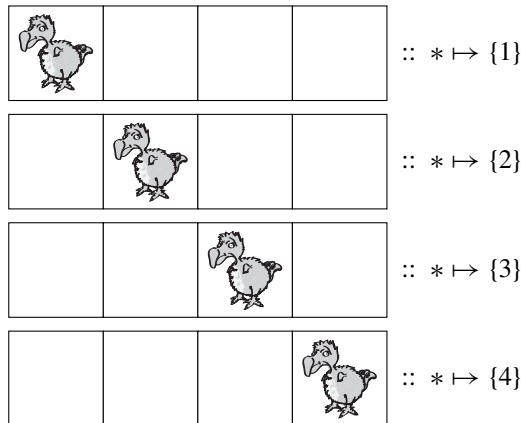 :: * ↦ {1}
:: * ↦ {2}
:: * ↦ {3}
:: * ↦ {4}